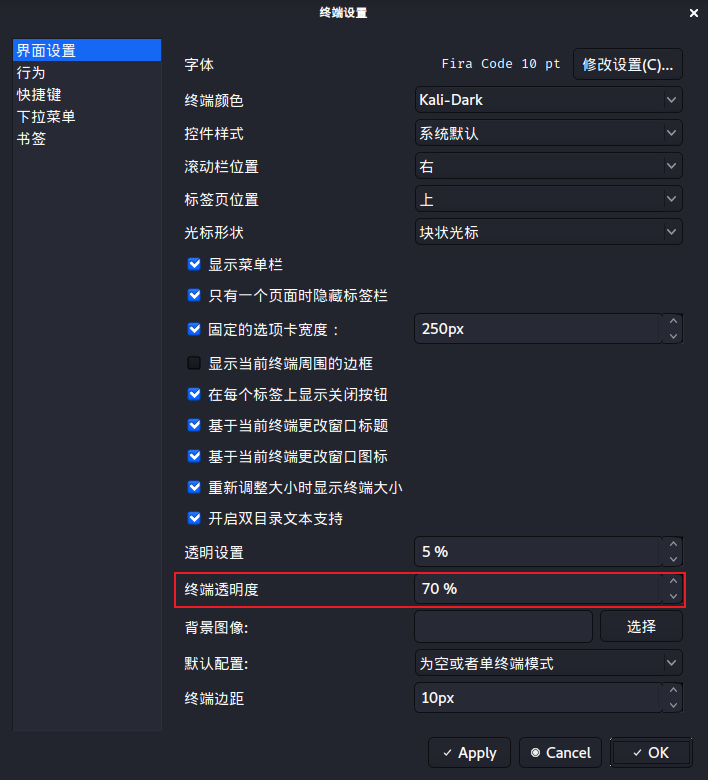 终端设置
界面设置
行为
快捷键
下拉菜单
书签
字体 Fira Code 10 pt 修改设置(C)...
终端颜色 Kali-Dark
控件样式 系统默认
滚动栏位置 右
标签页位置 上
光标形状 块状光标
显示菜单栏
只有一个页面时隐藏标签栏
固定的选项卡宽度： 250px
显示当前终端周围的边框
在每个标签上显示关闭按钮
基于当前终端更改窗口标题
基于当前终端更改窗口图标
重新调整大小时显示终端大小
开启双目录文本支持
透明设置 5 %
终端透明度 70 %
背景图像: 选择
默认配置: 为空或者单终端模式
终端边距 10px
Apply Cancel OK